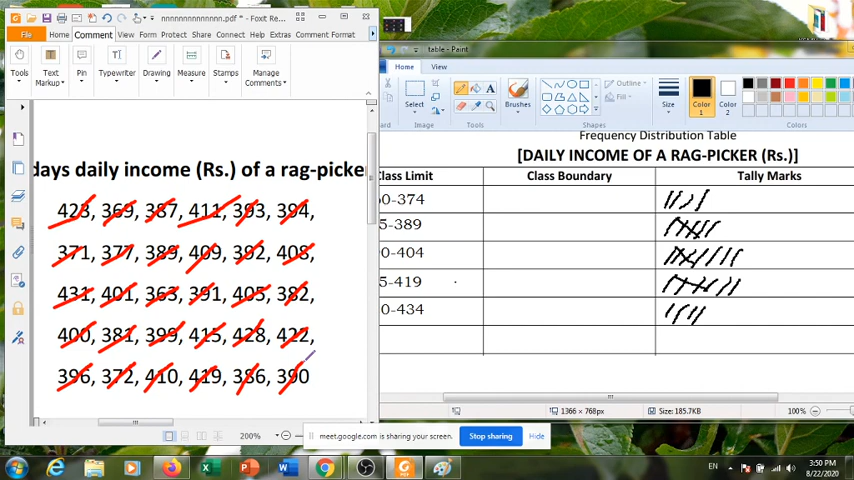 nnnnnnnnnnnnnn.pdf * - Foxit Re...
File Home Comment View Form Protect Share Connect Browse Extras Comment Format
Tools
Text Markup
Pin
Typewriter
Drawing
Measure
Stamps
Manage Comments
days daily income (Rs.) of a rag-picker
423, 369, 387, 411, 393, 394,
371, 377, 389, 409, 392, 408,
431, 401, 363, 391, 405, 382,
400, 381, 399, 415, 428, 422,
396, 372, 410, 419, 386, 390
200%
table - Paint
Home View
Select
Image
Tools
Brushes
Shapes
Outline
Fill
Size
Color 1
Color 2
Frequency Distribution Table
[DAILY INCOME OF A RAG-PICKER (Rs.)]
Class Limit Class Boundary Tally Marks
0-374
5-389
0-404
5-419
0-434
1366 × 768px Size: 185.7KB 100%
meet.google.com is sharing your screen. Stop sharing Hide
EN 3:50 PM
8/22/2020